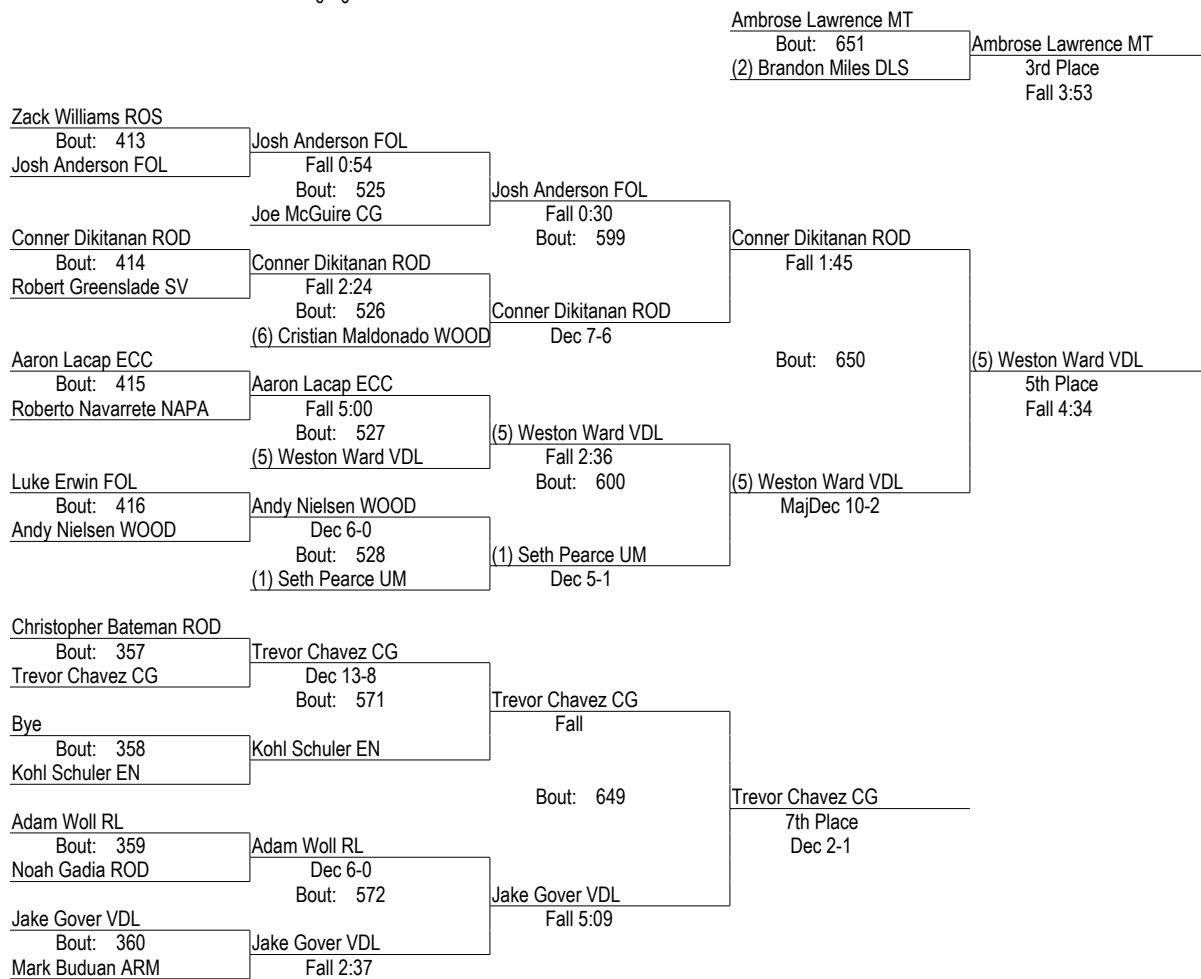 Ambrose Lawrence MT
Bout: 651
(2) Brandon Miles DLS
Ambrose Lawrence MT
3rd Place
Fall 3:53
Zack Williams ROS
Bout: 413
Josh Anderson FOL
Josh Anderson FOL
Fall 0:54
Bout: 525
Joe McGuire CG
Josh Anderson FOL
Fall 0:30
Bout: 599
Conner Dikitanan ROD
Bout: 414
Robert Greenslade SV
Conner Dikitanan ROD
Fall 2:24
Bout: 526
(6) Cristian Maldonado WOOD
Conner Dikitanan ROD
Dec 7-6
Conner Dikitanan ROD
Fall 1:45
Bout: 650
Aaron Lacap ECC
Bout: 415
Roberto Navarrete NAPA
Aaron Lacap ECC
Fall 5:00
Bout: 527
(5) Weston Ward VDL
(5) Weston Ward VDL
Fall 2:36
Bout: 600
Luke Erwin FOL
Bout: 416
Andy Nielsen WOOD
Andy Nielsen WOOD
Dec 6-0
Bout: 528
(1) Seth Pearce UM
(1) Seth Pearce UM
Dec 5-1
(5) Weston Ward VDL
MajDec 10-2
(5) Weston Ward VDL
5th Place
Fall 4:34
Christopher Bateman ROD
Bout: 357
Trevor Chavez CG
Trevor Chavez CG
Dec 13-8
Bout: 571
Bye
Bout: 358
Kohl Schuler EN
Kohl Schuler EN
Trevor Chavez CG
Fall
Bout: 649
Adam Woll RL
Bout: 359
Noah Gadia ROD
Adam Woll RL
Dec 6-0
Bout: 572
Jake Gover VDL
Bout: 360
Mark Buduan ARM
Jake Gover VDL
Fall 2:37
Jake Gover VDL
Fall 5:09
Trevor Chavez CG
7th Place
Dec 2-1